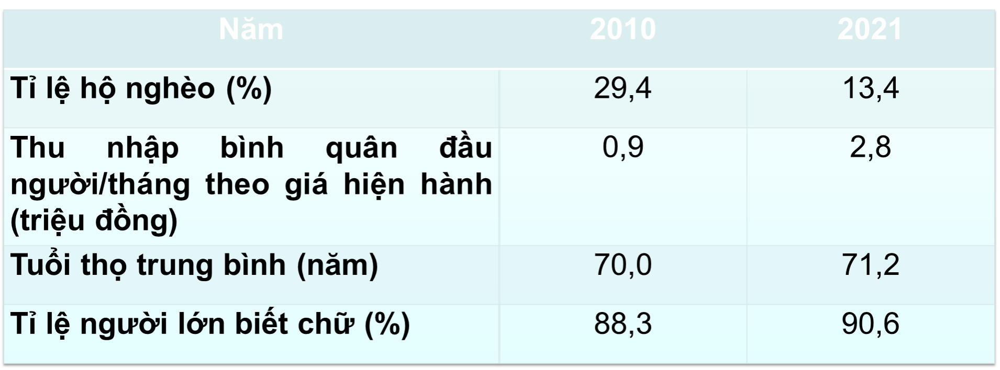 Năm 2010 2021
Tỉ lệ hộ nghèo (%) 29,4 13,4
Thu nhập bình quân đầu 0,9 2,8
người/tháng theo giá hiện hành
(triệu đồng)
Tuổi thọ trung bình (năm) 70,0 71,2
Tỉ lệ người lớn biết chữ (%) 88,3 90,6